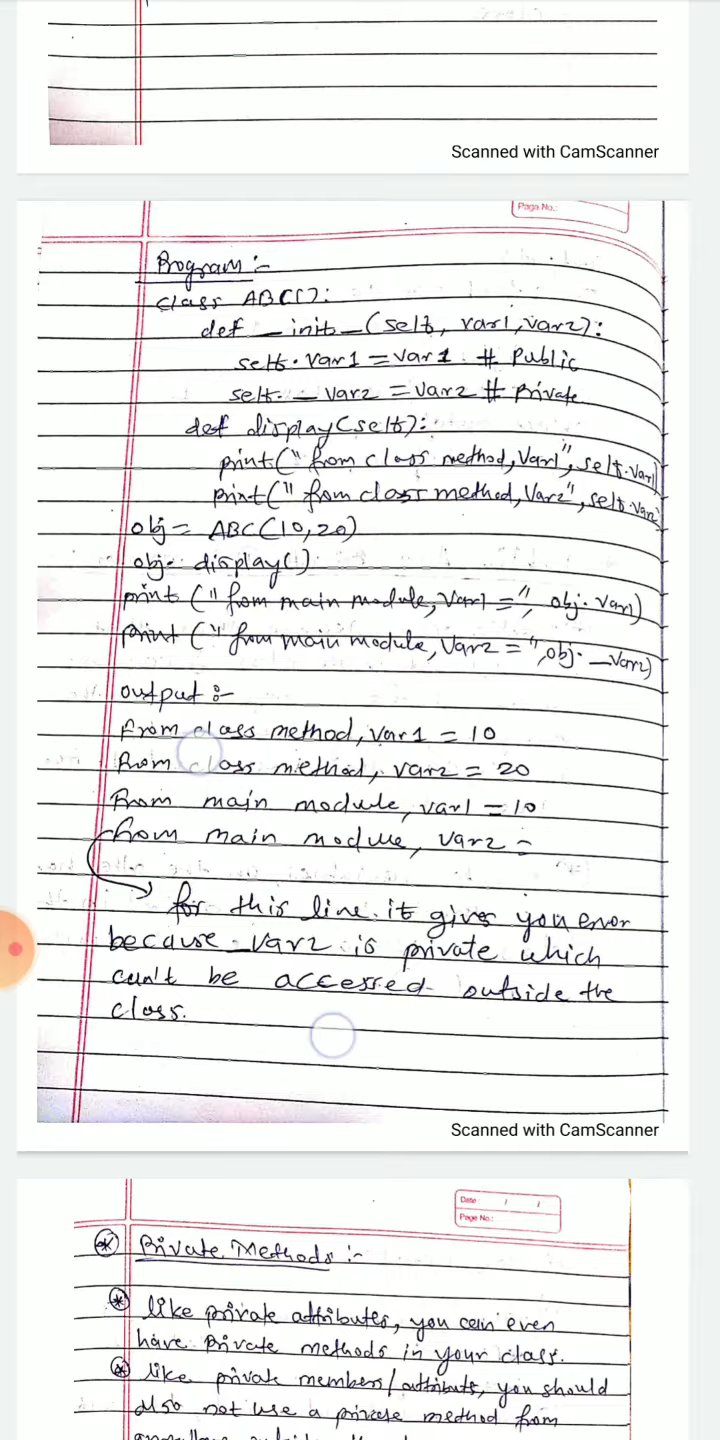 Scanned with CamScanner
Page No.:
Program :-
class ABC():
def _init_(self, var1, var2):
self.var1 = var1 # Public
self._var2 = var2 # Private
def display(self):
print("from class method, Var1", self.var1)
print("from class method, Var2", self.var2
obj = ABC(10,20)
obj. display()
print ("from main module, Var1 =", obj.var1)
print ("from main module, Var2 =", obj._var2)
output :-
From class method, var1 = 10
From class method, var2 = 20
From main module, var1 = 10
From main module, var2 =
for this line it gives you error
because _var2 is private which
can't be accessed outside the
class.
Scanned with CamScanner
Date : / /
Page No.:
Private Methods :-
like private attributes, you can even
have private methods in your class.
like private members/attributes, you should
also not use a private method from